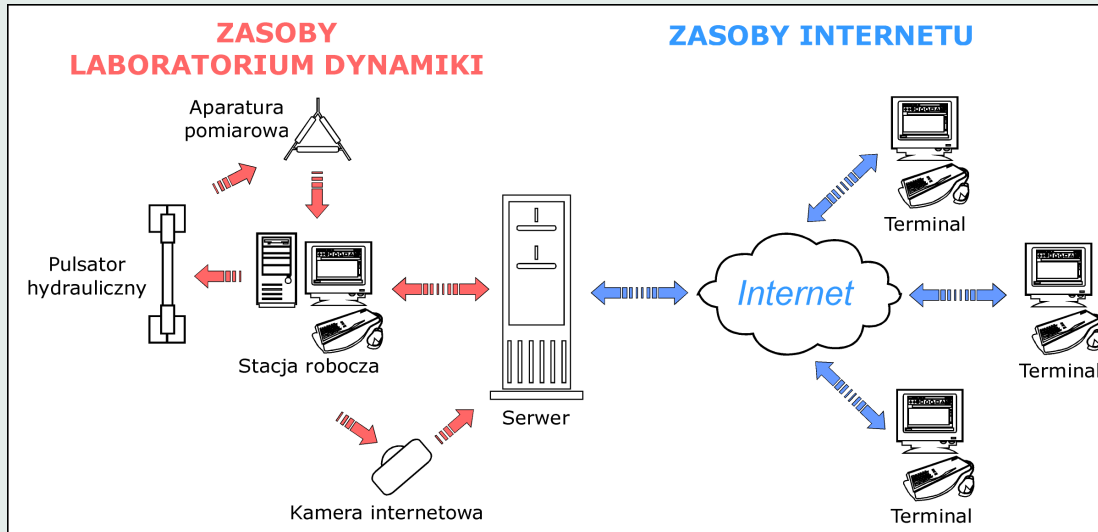 ZASOBY
LABORATORIUM DYNAMIKI
ZASOBY INTERNETU
Aparatura
pomiarowa
Terminal
Pulsator
hydrauliczny
Internet
Stacja robocza
Terminal
Serwer
Kamera internetowa
Terminal